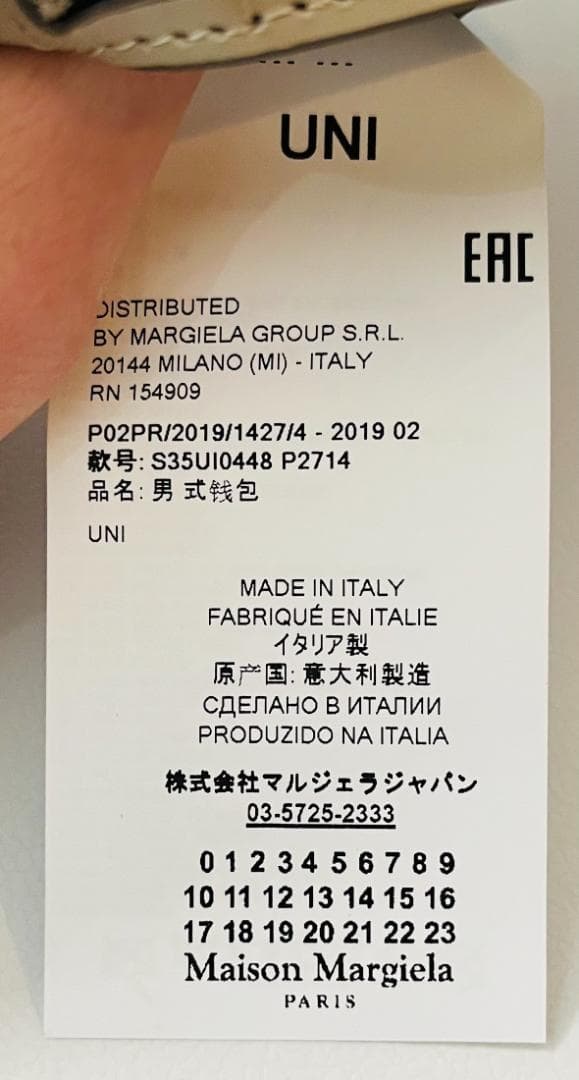 UNI
EAC
DISTRIBUTED
BY MARGIELA GROUP S.R.L.
20144 MILANO (MI) - ITALY
RN 154909
P02PR/2019/1427/4 - 2019 02
款号: S35UI0448 P2714
品名: 男 式钱包
UNI
MADE IN ITALY
FABRIQUÉ EN ITALIE
イタリア製
原产国: 意大利製造
СДЕЛАНО В ИТАЛИИ
PRODUZIDO NA ITALIA
株式会社マルジェラジャパン
03-5725-2333
0 1 2 3 4 5 6 7 8 9
10 11 12 13 14 15 16
17 18 19 20 21 22 23
Maison Margiela
PARIS